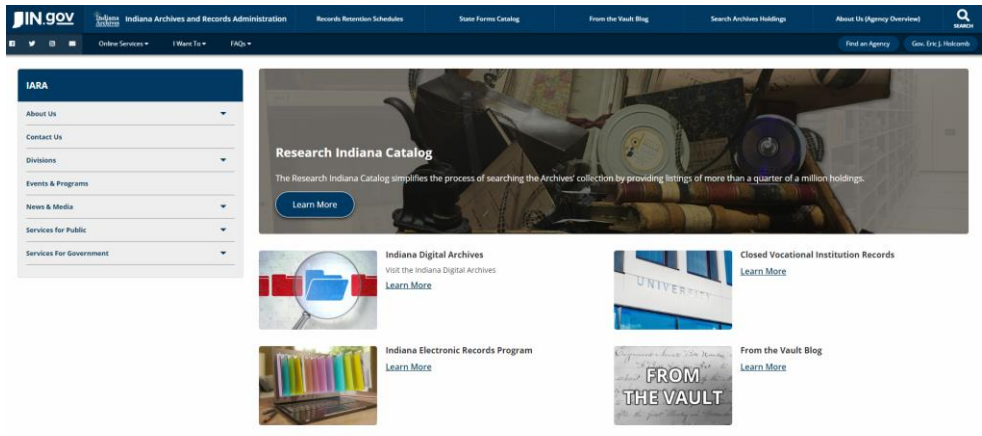 IN.gov
Indiana Archives
Indiana Archives and Records Administration
Records Retention Schedules
State Forms Catalog
From the Vault Blog
Search Archives Holdings
About Us (Agency Overview)
SEARCH
Online Services
I Want To
FAQs
Find an Agency
Gov. Eric J. Holcomb
IARA
About Us
Contact Us
Divisions
Events & Programs
News & Media
Services for Public
Services For Government
Research Indiana Catalog
The Research Indiana Catalog simplifies the process of searching the Archives' collection by providing listings of more than a quarter of a million holdings.
Learn More
Indiana Digital Archives
Visit the Indiana Digital Archives
Learn More
UNIVERSITY
Closed Vocational Institution Records
Learn More
Indiana Electronic Records Program
Learn More
FROM
THE VAULT
From the Vault Blog
Learn More